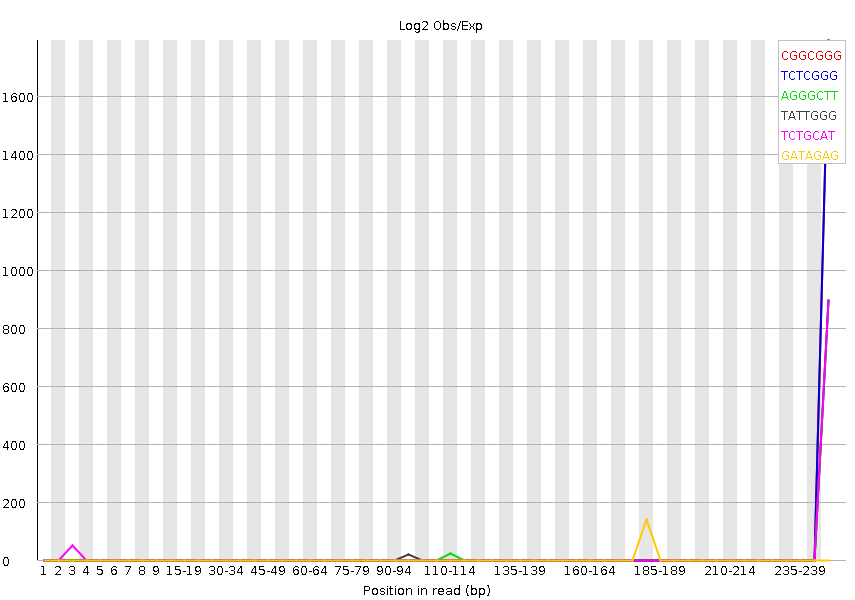 Log2 Obs/Exp
CGGCGGG
TCTCGGG
AGGGCTT
TATTGGG
TCTGCAT
GATAGAG
1600
1400
1200
1000
800
600
400
200
0
1 2 3 4 5 6 7 8 9 15-19 30-34 45-49 60-64 75-79 90-94 110-114 135-139 160-164 185-189 210-214 235-239
Position in read (bp)